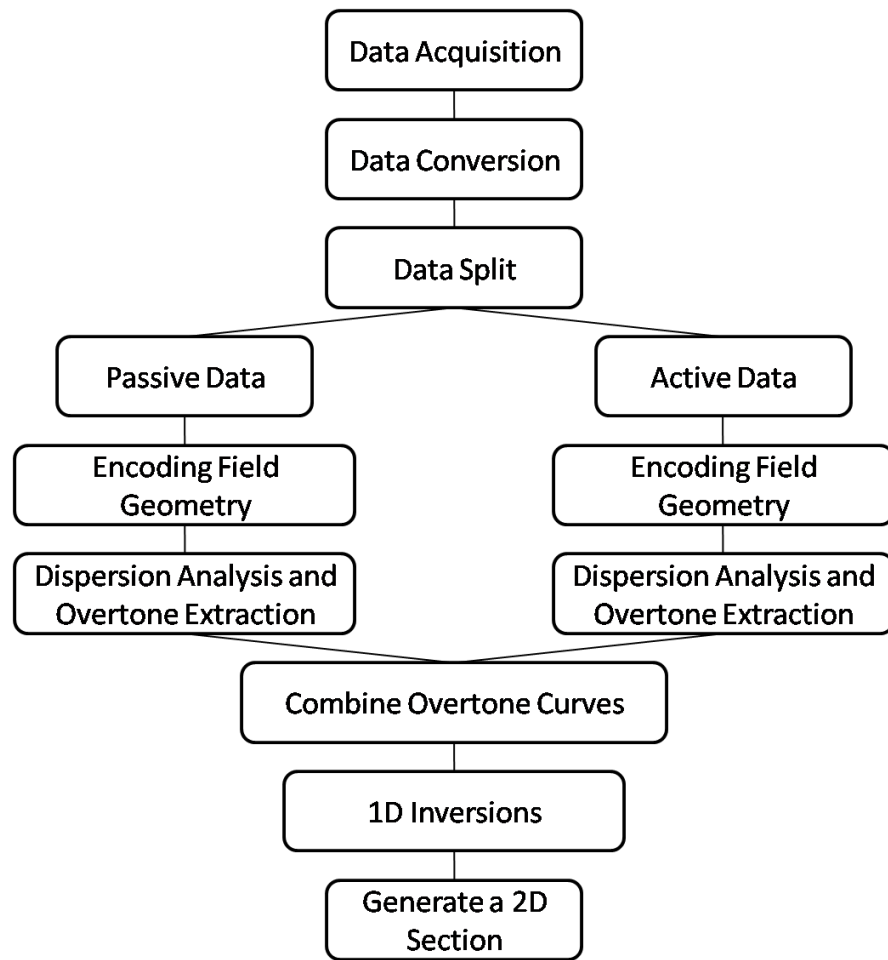 Data Acquisition
Data Conversion
Data Split
Passive Data
Active Data
Encoding Field
Geometry
Encoding Field
Geometry
Dispersion Analysis and
Overtone Extraction
Dispersion Analysis and
Overtone Extraction
Combine Overtone Curves
1D Inversions
Generate a 2D
Section